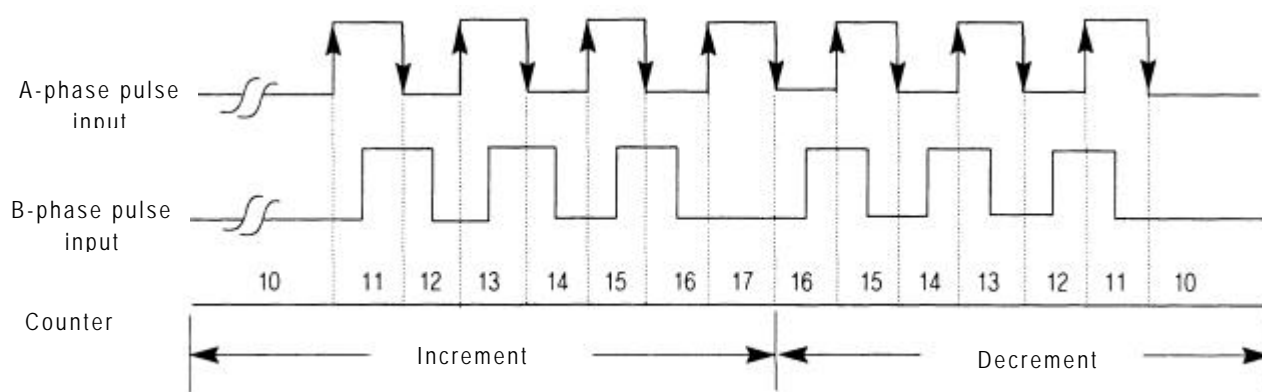 A-phase pulse
input
B-phase pulse
input
10 11 12 13 14 15 16 17 16 15 14 13 12 11 10
Counter
Increment Decrement